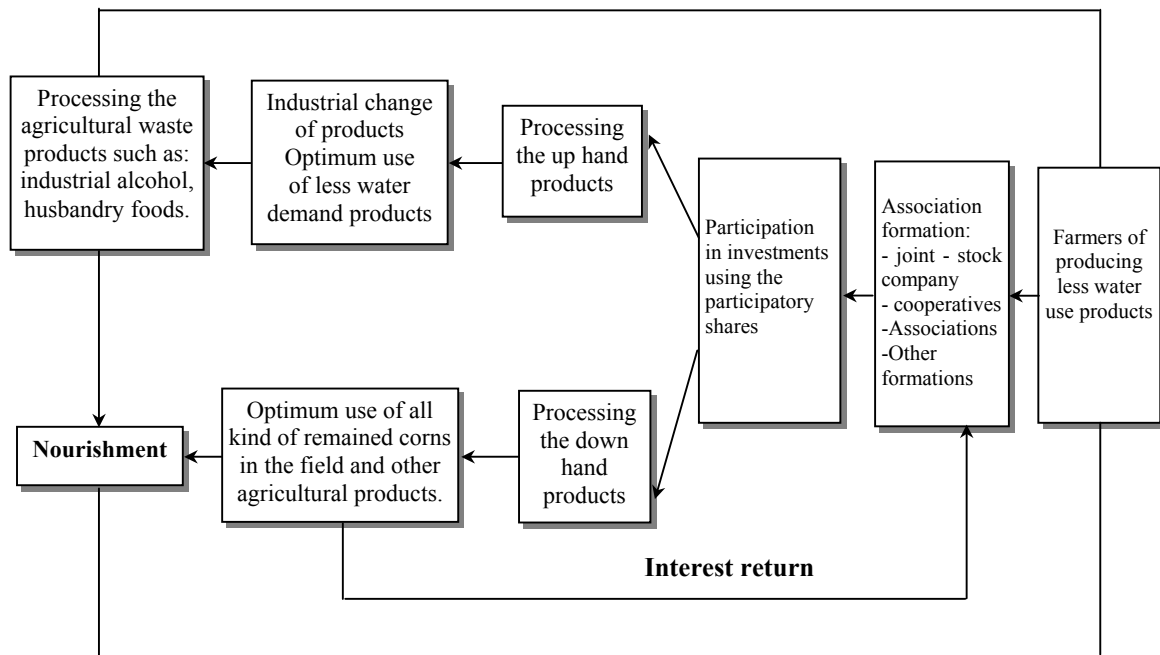 Processing the
agricultural waste
products such as:
industrial alcohol,
husbandry foods.
Industrial change
of products
Optimum use
of less water
demand products
Processing
the up hand
products
Participation
in investments
using the
participatory
shares
Association
formation:
- joint - stock
company
- cooperatives
-Associations
-Other
formations
Farmers of
producing
less water
use products
Nourishment
Optimum use of all
kind of remained corns
in the field and other
agricultural products.
Processing
the down
hand
products
Interest return